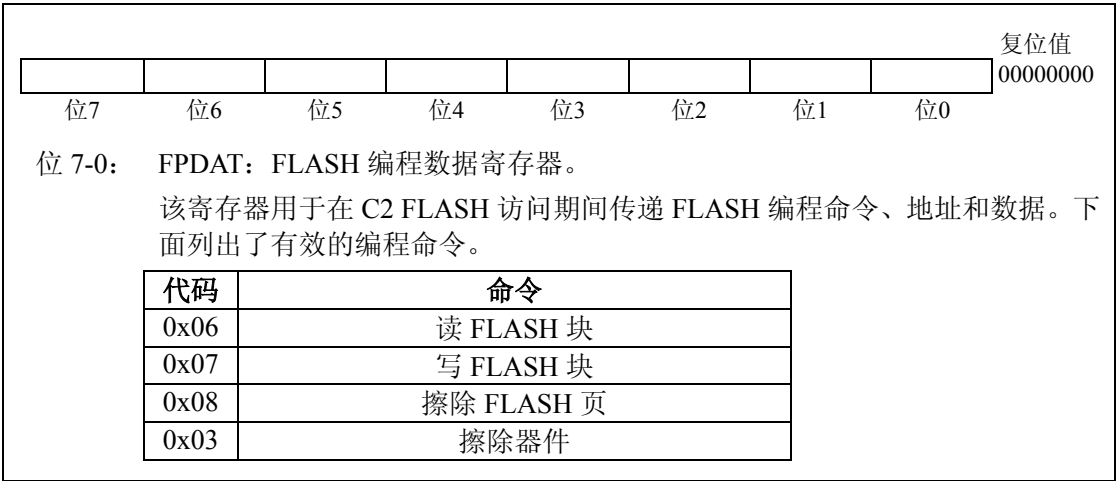 复位值
00000000
位7 位6 位5 位4 位3 位2 位1 位0
位 7-0： FPDAT：FLASH 编程数据寄存器。
该寄存器用于在 C2 FLASH 访问期间传递 FLASH 编程命令、地址和数据。下
面列出了有效的编程命令。
代码 命令
0x06 读 FLASH 块
0x07 写 FLASH 块
0x08 擦除 FLASH 页
0x03 擦除器件